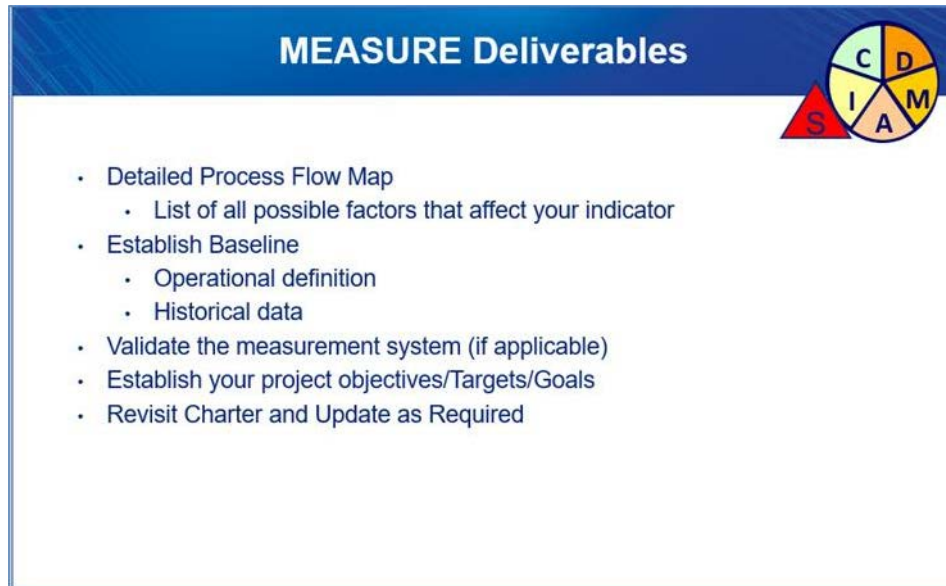 MEASURE Deliverables
C
D
I
M
A
S
• Detailed Process Flow Map
• List of all possible factors that affect your indicator
• Establish Baseline
• Operational definition
• Historical data
• Validate the measurement system (if applicable)
• Establish your project objectives/Targets/Goals
• Revisit Charter and Update as Required